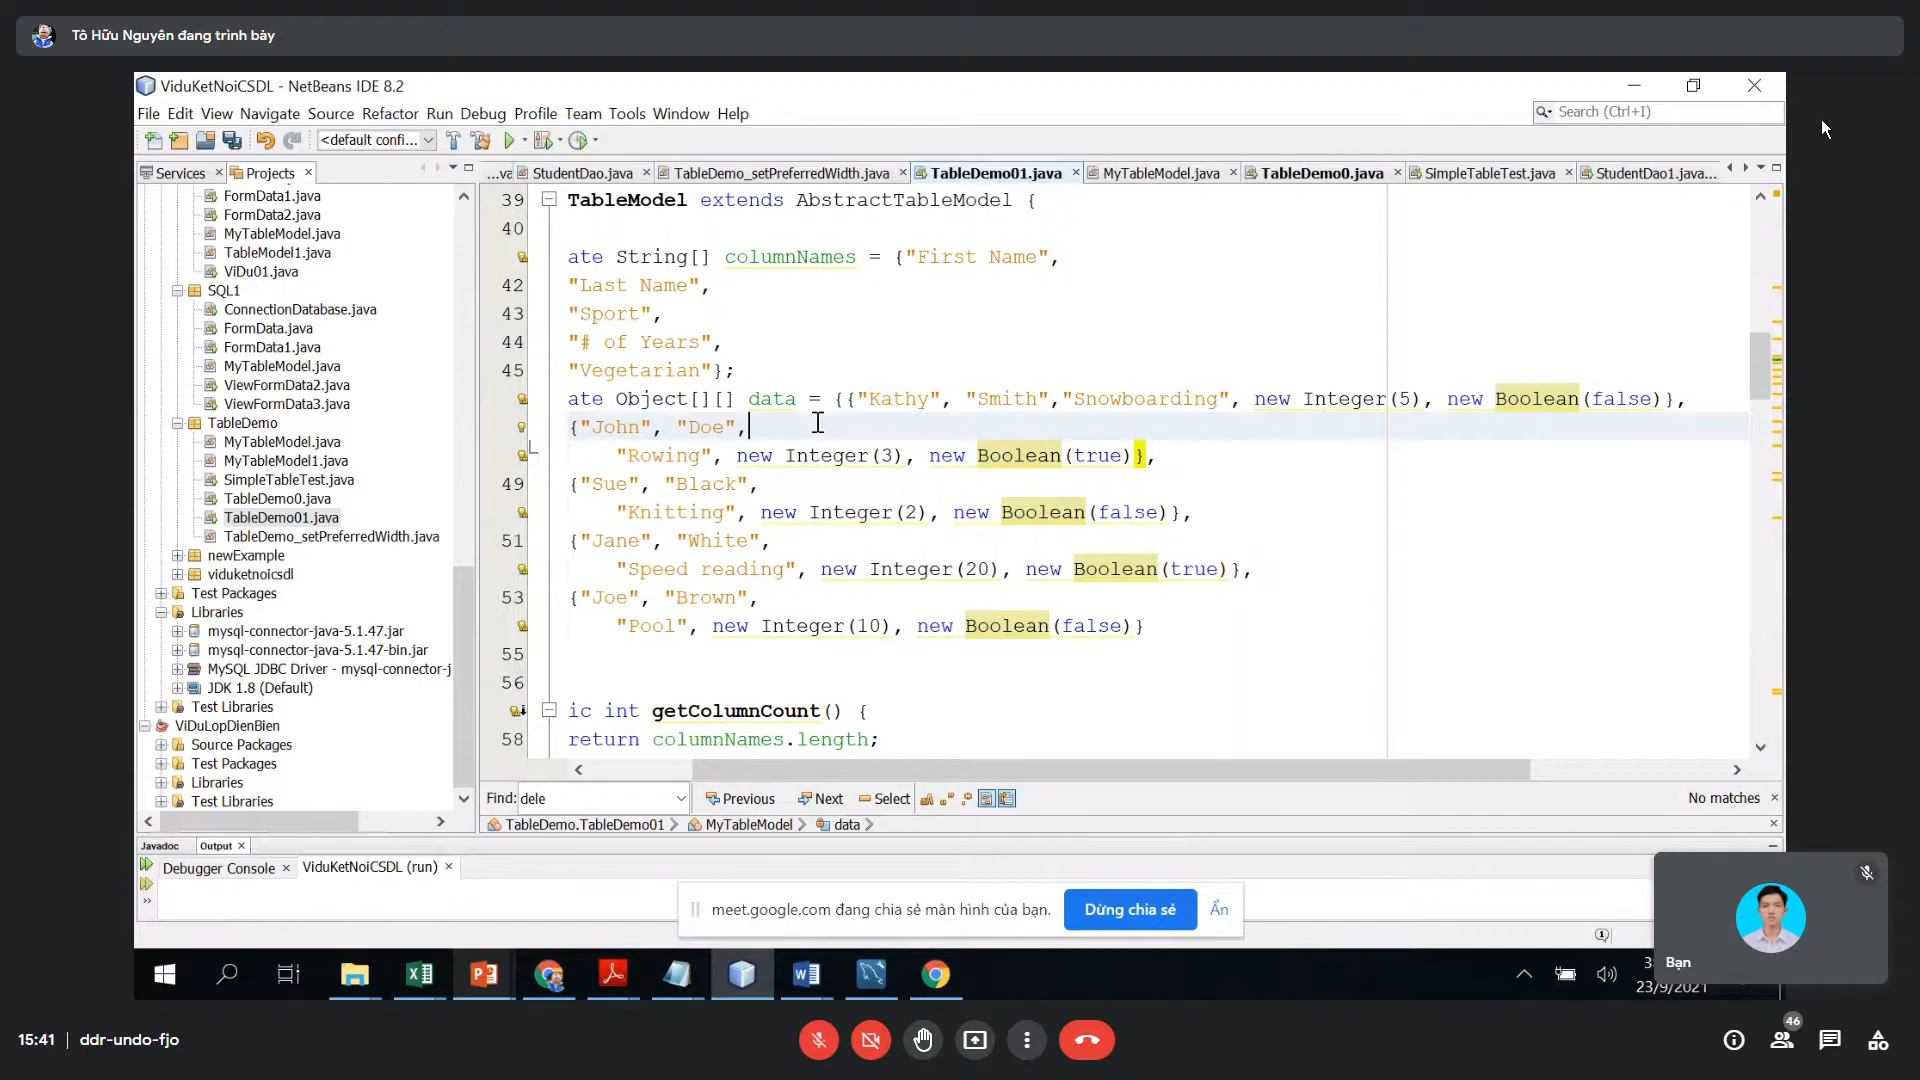 Tô Hữu Nguyên đang trình bày
ViduKetNoiCSDL - NetBeans IDE 8.2
File Edit View Navigate Source Refactor Run Debug Profile Team Tools Window Help
Search (Ctrl+I)
<default confi...
Services
Projects
...va StudentDao.java TableDemo_setPreferredWidth.java TableDemo01.java MyTableModel.java TableDemo0.java SimpleTableTest.java StudentDao1.java...
FormData1.java
FormData2.java
MyTableModel.java
TableModel1.java
ViDu01.java
SQL1
ConnectionDatabase.java
FormData.java
FormData1.java
MyTableModel.java
ViewFormData2.java
ViewFormData3.java
TableDemo
MyTableModel.java
MyTableModel1.java
SimpleTableTest.java
TableDemo0.java
TableDemo01.java
TableDemo_setPreferredWidth.java
newExample
viduketnoicsdl
Test Packages
Libraries
mysql-connector-java-5.1.47.jar
mysql-connector-java-5.1.47-bin.jar
MySQL JDBC Driver - mysql-connector-j
JDK 1.8 (Default)
Test Libraries
ViDuLopDienBien
Source Packages
Test Packages
Libraries
Test Libraries
39 TableModel extends AbstractTableModel {
40
ate String[] columnNames = {"First Name",
42 "Last Name",
43 "Sport",
44 "# of Years",
45 "Vegetarian"};
ate Object[][] data = {{"Kathy", "Smith","Snowboarding", new Integer(5), new Boolean(false)},
{"John", "Doe",
"Rowing", new Integer(3), new Boolean(true)},
49 {"Sue", "Black",
"Knitting", new Integer(2), new Boolean(false)},
51 {"Jane", "White",
"Speed reading", new Integer(20), new Boolean(true)},
53 {"Joe", "Brown",
"Pool", new Integer(10), new Boolean(false)}
55
56
ic int getColumnCount() {
58 return columnNames.length;
Find: dele Previous Next Select No matches
TableDemo.TableDemo01 MyTableModel data
Javadoc Output
Debugger Console ViduKetNoiCSDL (run)
meet.google.com đang chia sẻ màn hình của bạn. Dừng chia sẻ Ẩn
1
Bạn
23/9/2021
15:41 ddr-undo-fjo
46